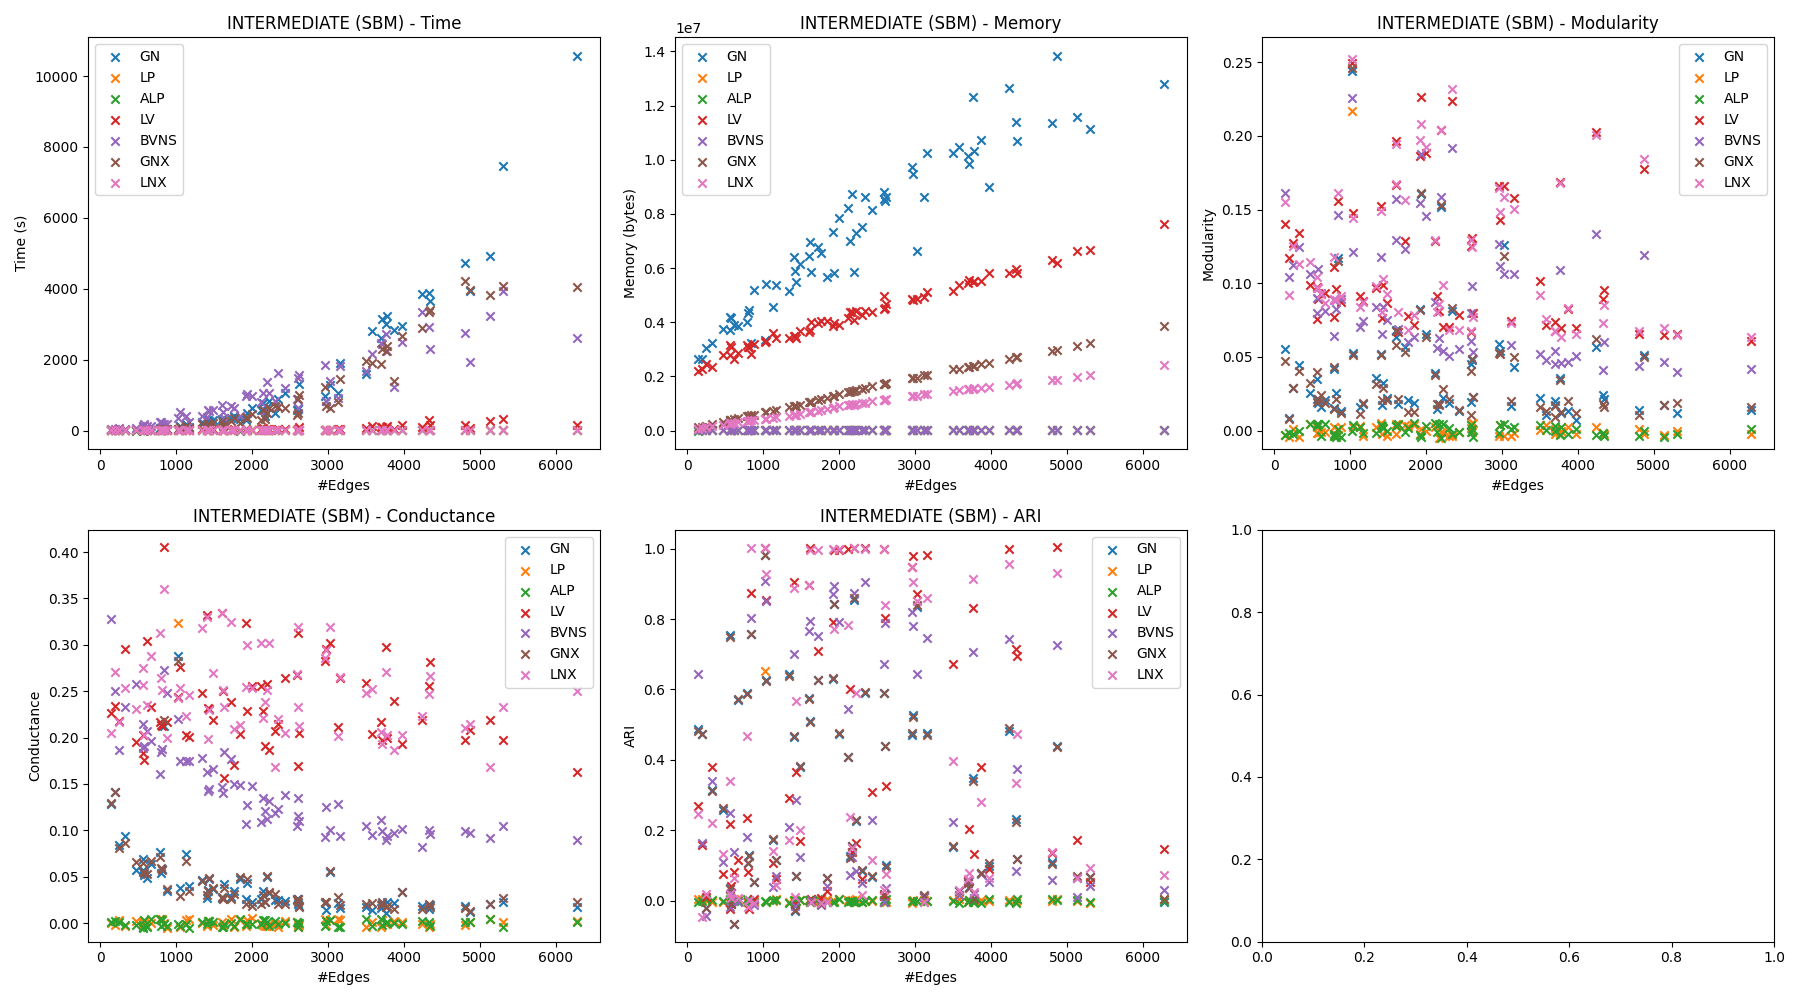 INTERMEDIATE (SBM) - Time
GN
LP
ALP
LV
BVNS
GNX
LNX
Time (s)
10000
8000
6000
4000
2000
0
0 1000 2000 3000 4000 5000 6000
#Edges
INTERMEDIATE (SBM) - Memory
1e7
GN
LP
ALP
LV
BVNS
GNX
LNX
Memory (bytes)
1.4
1.2
1.0
0.8
0.6
0.4
0.2
0.0
0 1000 2000 3000 4000 5000 6000
#Edges
INTERMEDIATE (SBM) - Modularity
GN
LP
ALP
LV
BVNS
GNX
LNX
Modularity
0.25
0.20
0.15
0.10
0.05
0.00
0 1000 2000 3000 4000 5000 6000
#Edges
INTERMEDIATE (SBM) - Conductance
GN
LP
ALP
LV
BVNS
GNX
LNX
Conductance
0.40
0.35
0.30
0.25
0.20
0.15
0.10
0.05
0.00
0 1000 2000 3000 4000 5000 6000
#Edges
INTERMEDIATE (SBM) - ARI
GN
LP
ALP
LV
BVNS
GNX
LNX
ARI
1.0
0.8
0.6
0.4
0.2
0.0
0 1000 2000 3000 4000 5000 6000
#Edges
1.0
0.8
0.6
0.4
0.2
0.0
0.0 0.2 0.4 0.6 0.8 1.0